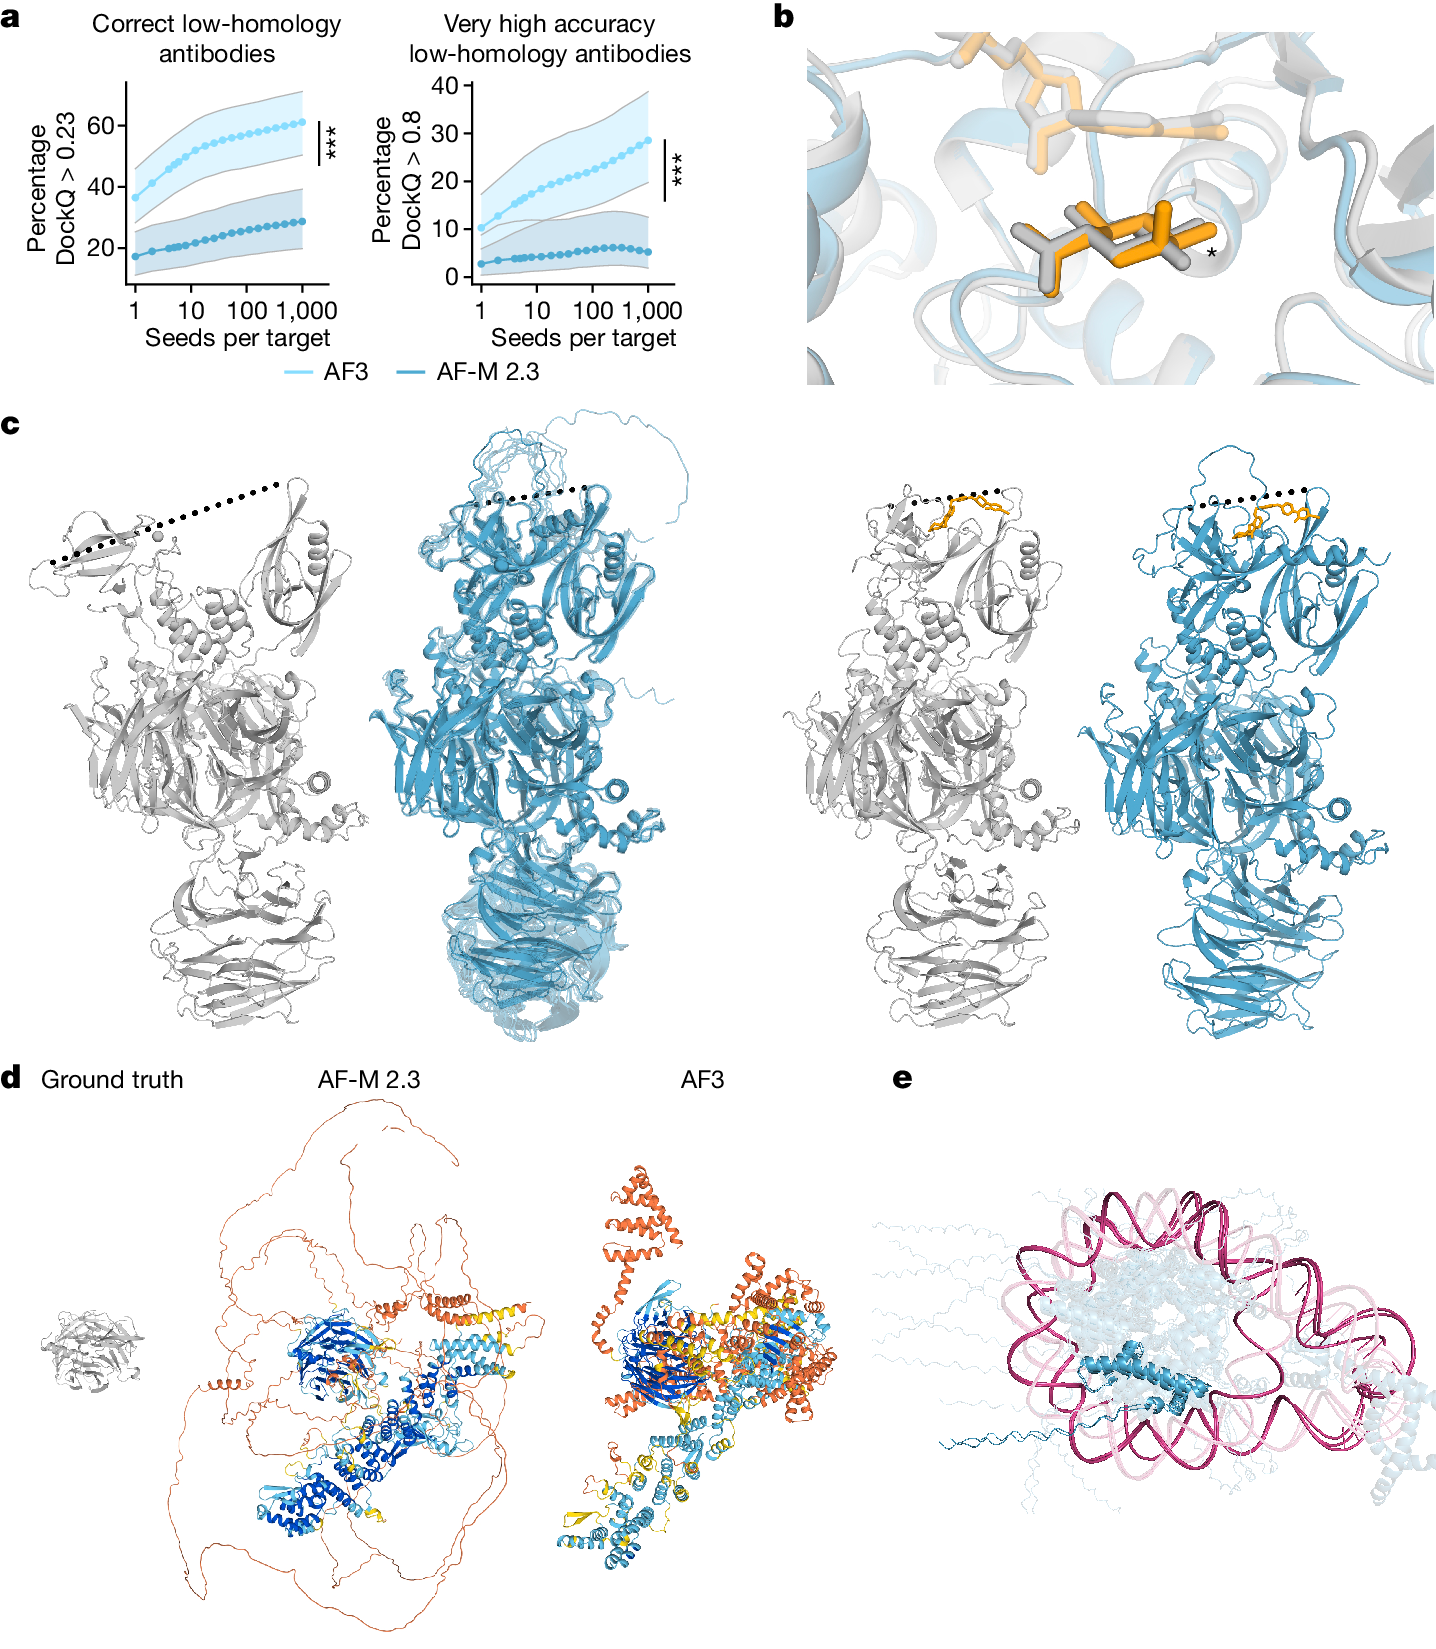 a
Correct low-homology
antibodies
Percentage
DockQ > 0.23
60
40
20
1 10 100 1,000
Seeds per target
***
Very high accuracy
low-homology antibodies
Percentage
DockQ > 0.8
40
30
20
10
0
1 10 100 1,000
Seeds per target
***
AF3 AF-M 2.3
b
*
c
d Ground truth AF-M 2.3 AF3
e